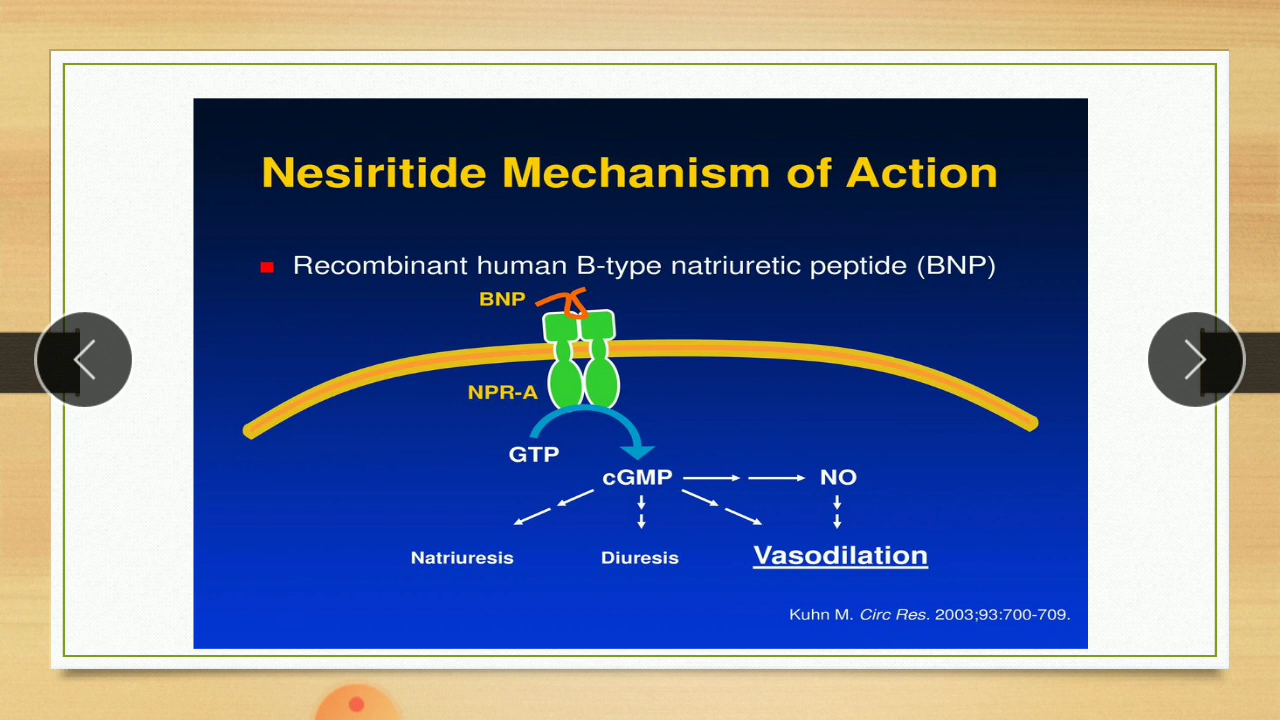 Nesiritide Mechanism of Action
Recombinant human B-type natriuretic peptide (BNP)
BNP
NPR-A
GTP
cGMP
NO
Natriuresis
Diuresis
Vasodilation
Kuhn M. Circ Res. 2003;93:700-709.